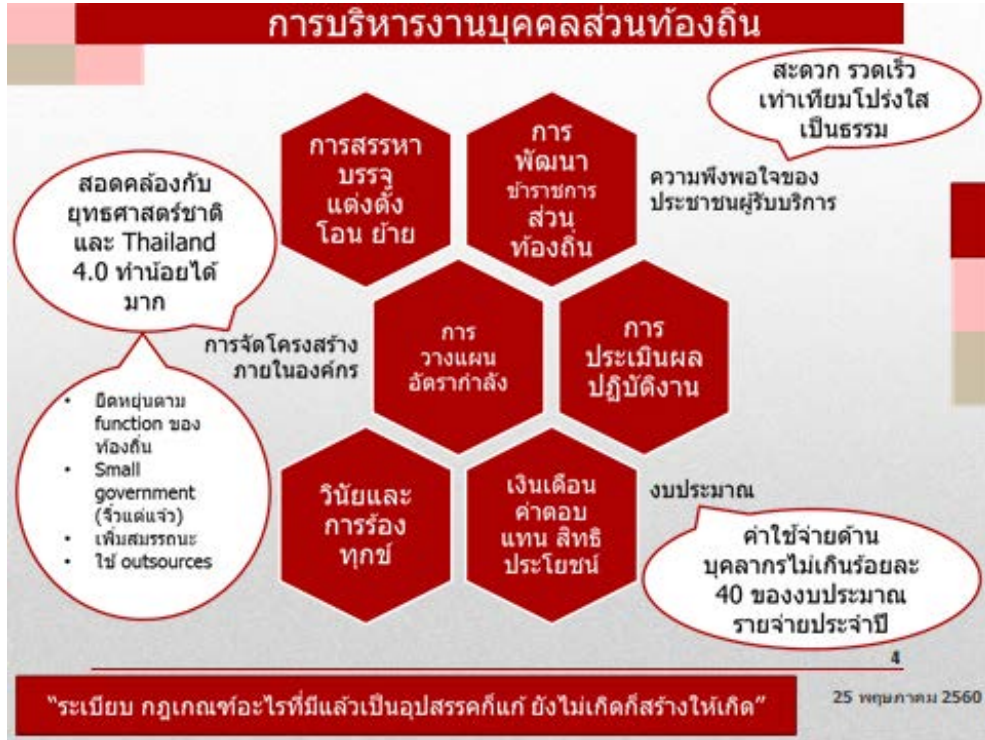 การบริหารงานบุคคลส่วนท้องถิ่น
สะดวก รวดเร็ว
เท่าเทียมโปร่งใส
เป็นธรรม
ความพึงพอใจของ
ประชาชนผู้รับบริการ
การสรรหา
บรรจุ
แต่งตั้ง
โอน ย้าย
การ
พัฒนา
ข้าราชการ
ส่วน
ท้องถิ่น
สอดคล้องกับ
ยุทธศาสตร์ชาติ
และ Thailand
4.0 ทำน้อยได้
มาก
การจัดโครงสร้าง
ภายในองค์กร
การ
วางแผน
อัตรากำลัง
การ
ประเมินผล
ปฏิบัติงาน
• ยืดหยุ่นตาม
function ของ
ท้องถิ่น
• Small
government
(จิ๋วแต่แจ๋ว)
• เพิ่มสมรรถนะ
• ใช้ outsources
วินัยและ
การร้อง
ทุกข์
เงินเดือน
ค่าตอบ
แทน สิทธิ
ประโยชน์
งบประมาณ
ค่าใช้จ่ายด้าน
บุคลากรไม่เกินร้อยละ
40 ของงบประมาณ
รายจ่ายประจำปี
4
"ระเบียบ กฎเกณฑ์อะไรที่มีแล้วเป็นอุปสรรคก็แก้ ยังไม่เกิดก็สร้างให้เกิด"
25 พฤษภาคม 2560